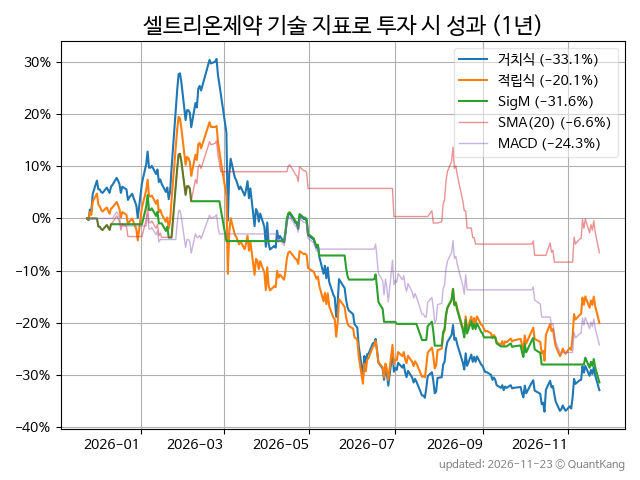 셀트리온제약 기술 지표로 투자 시 성과 (1년)
거치식 (−33.1%)
적립식 (−20.1%)
SigM (−31.6%)
SMA(20) (−6.6%)
MACD (−24.3%)
30%
20%
10%
0%
−10%
−20%
−30%
−40%
2026-01 2026-03 2026-05 2026-07 2026-09 2026-11
updated: 2026-11-23 ⓒ QuantKang